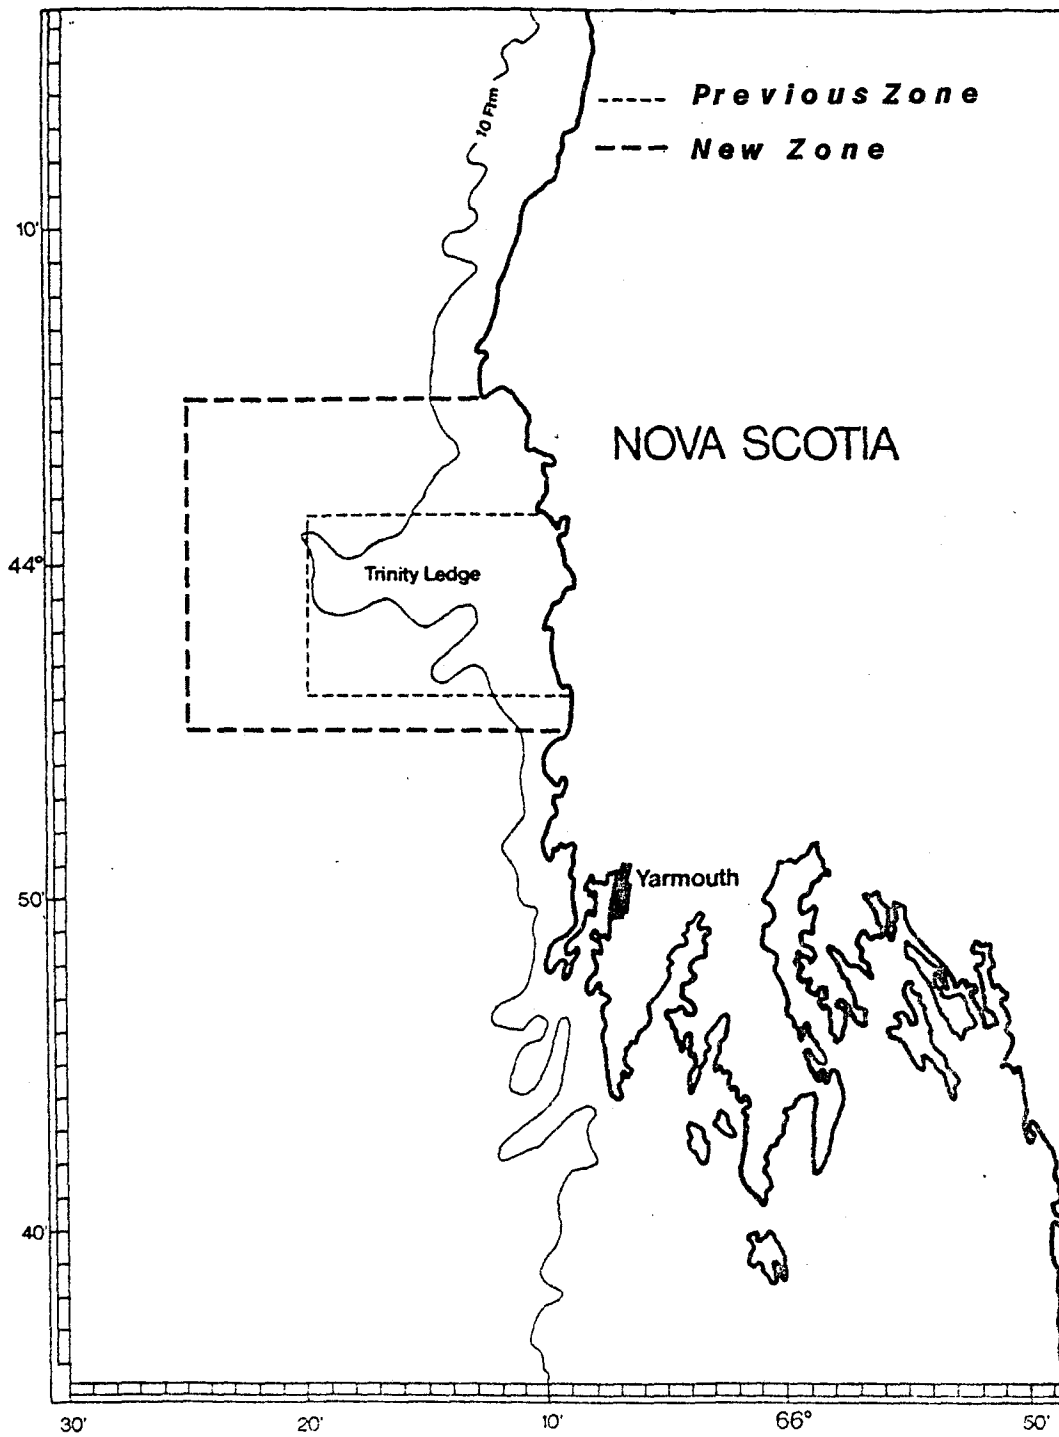 10 Ftm
Previous Zone
New Zone
10'
NOVA SCOTIA
44°
Trinity Ledge
50'
Yarmouth
40'
30' 20' 10' 66° 50'